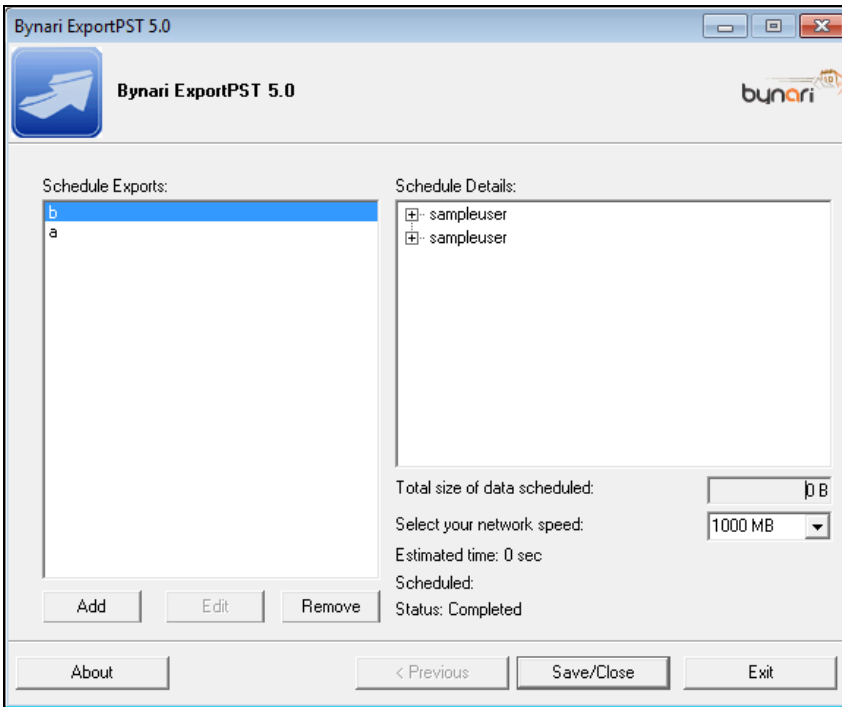 Bynari ExportPST 5.0
Bynari ExportPST 5.0
bynari
Schedule Exports:
b
a
Schedule Details:
sampleuser
sampleuser
Total size of data scheduled:
0 B
Select your network speed:
1000 MB
Estimated time: 0 sec
Scheduled:
Status: Completed
Add
Edit
Remove
About
< Previous
Save/Close
Exit